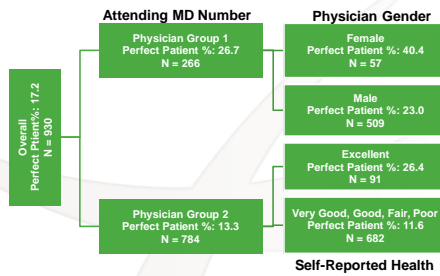 Attending MD Number
Physician Gender
Overall
Perfect Ptient%: 17.2
N = 930
Physician Group 1
Perfect Patient %: 26.7
N = 266
Female
Perfect Patient %: 40.4
N = 57
Male
Perfect Patient %: 23.0
N = 509
Physician Group 2
Perfect Patient %: 13.3
N = 784
Excellent
Perfect Patient %: 26.4
N = 91
Very Good, Good, Fair, Poor
Perfect Patient %: 11.6
N = 682
Self-Reported Health